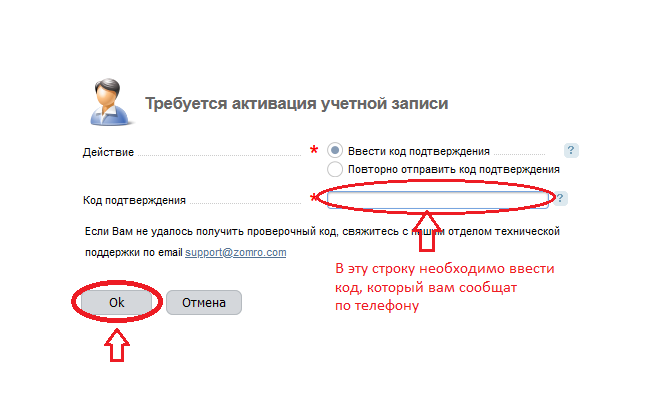 Требуется активация учетной записи
Действие * Ввести код подтверждения ?
Повторно отправить код подтверждения
Код подтверждения * ?
Если Вам не удалось получить проверочный код, свяжитесь с нашим отделом технической
поддержки по email support@zomro.com
В эту строку необходимо ввести
код, который вам сообщат
по телефону
Ok Отмена